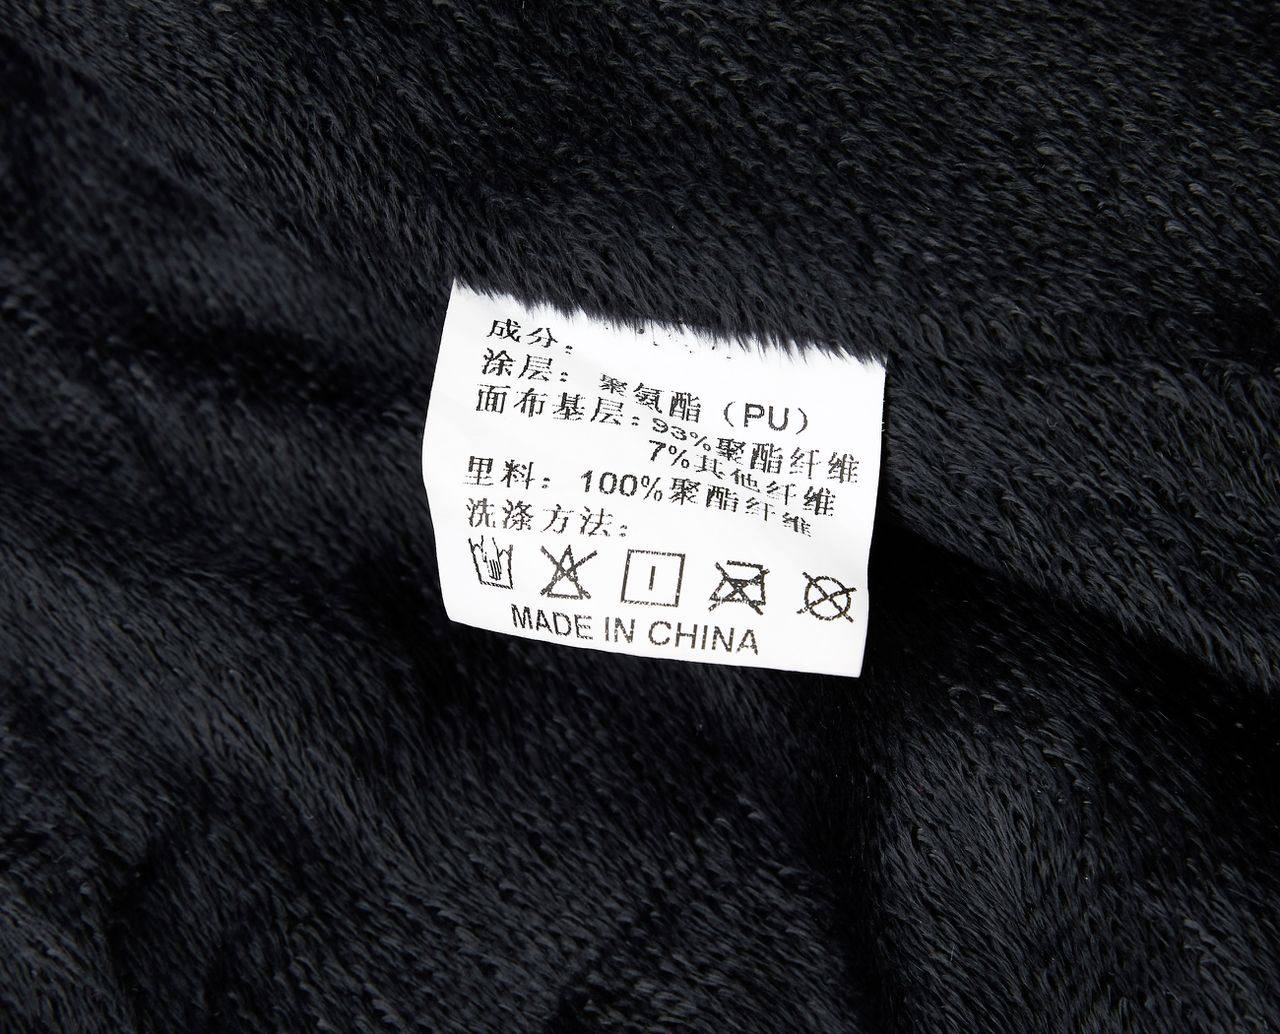 成分：
涂层：聚氨酯（PU）
面布基层：93%聚酯纤维
7%其他纤维
里料：100%聚酯纤维
洗涤方法：
MADE IN CHINA